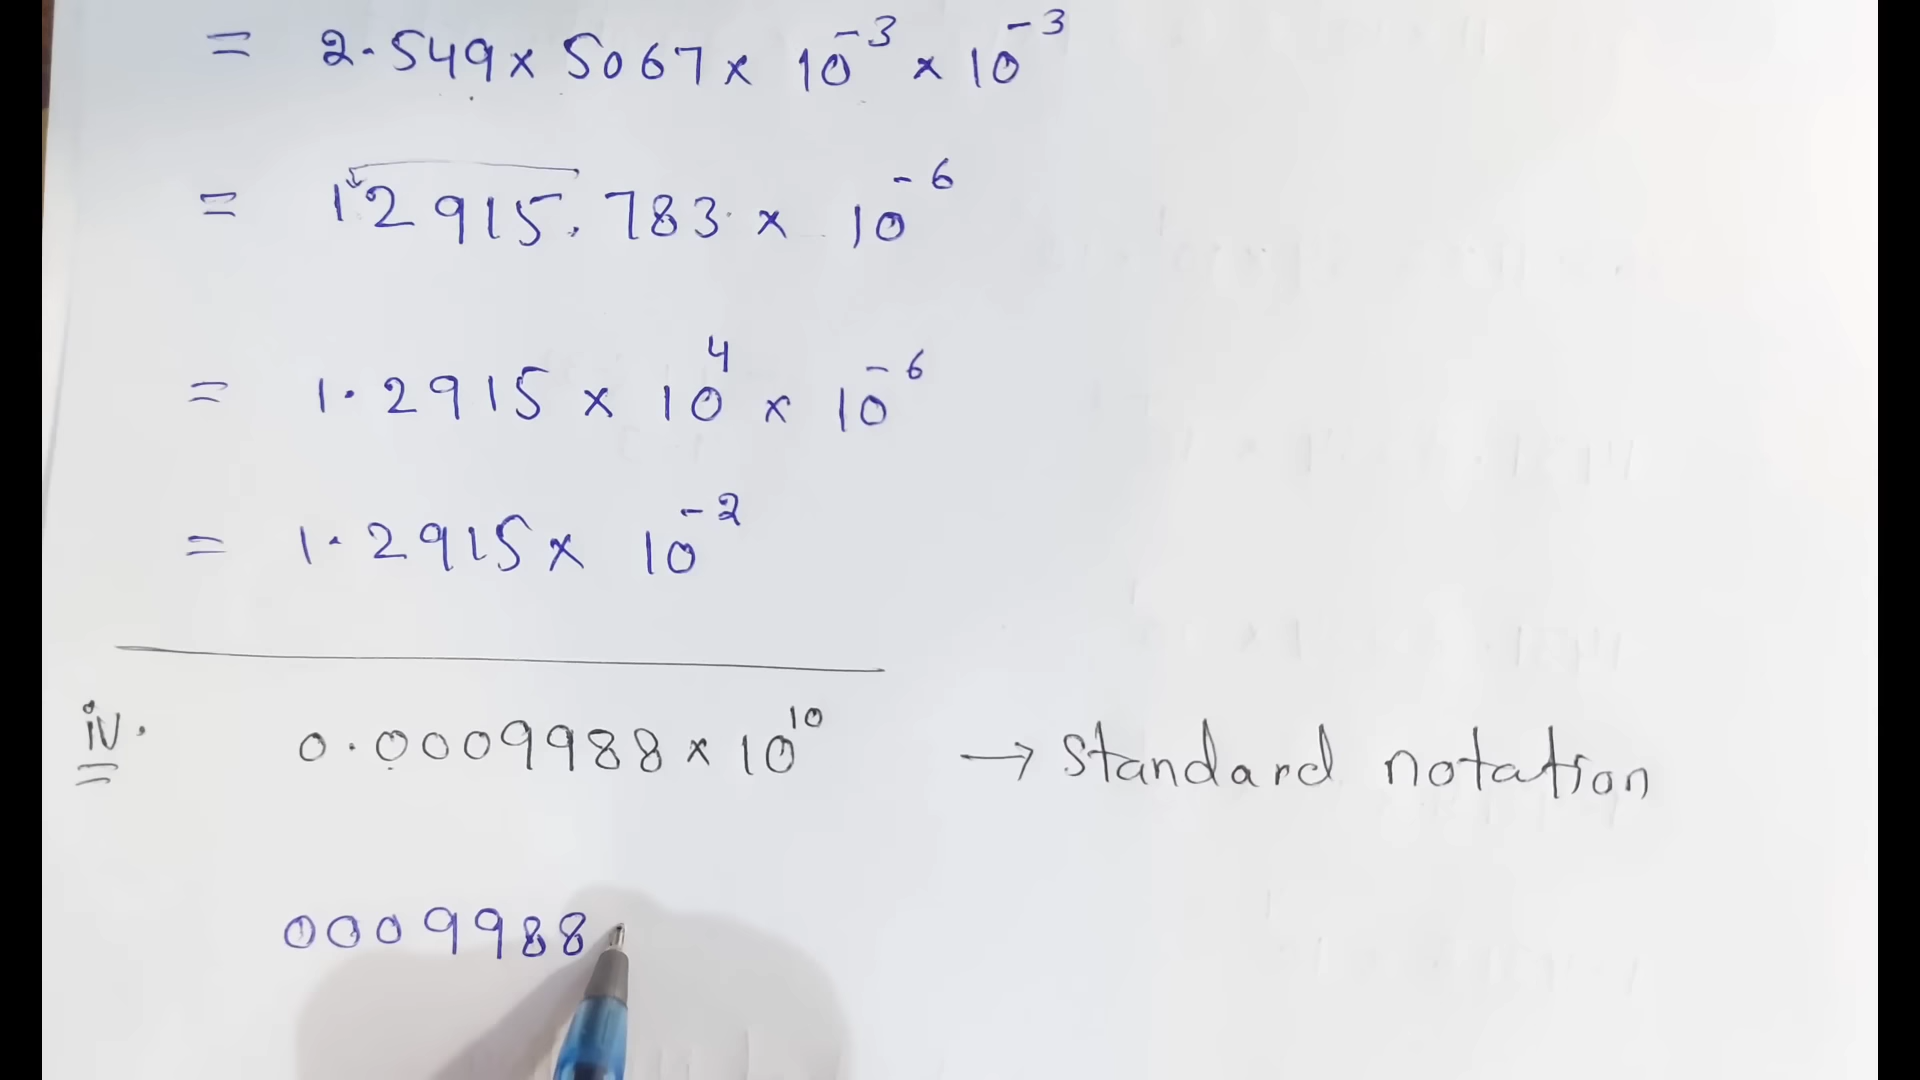 = 2.549 × 5067 × 10⁻³ × 10⁻³
= 12915.783 × 10⁻⁶
= 1.2915 × 10⁴ × 10⁻⁶
= 1.2915 × 10⁻²
iv. 0.0009988 × 10¹⁰ → Standard notation
0009988